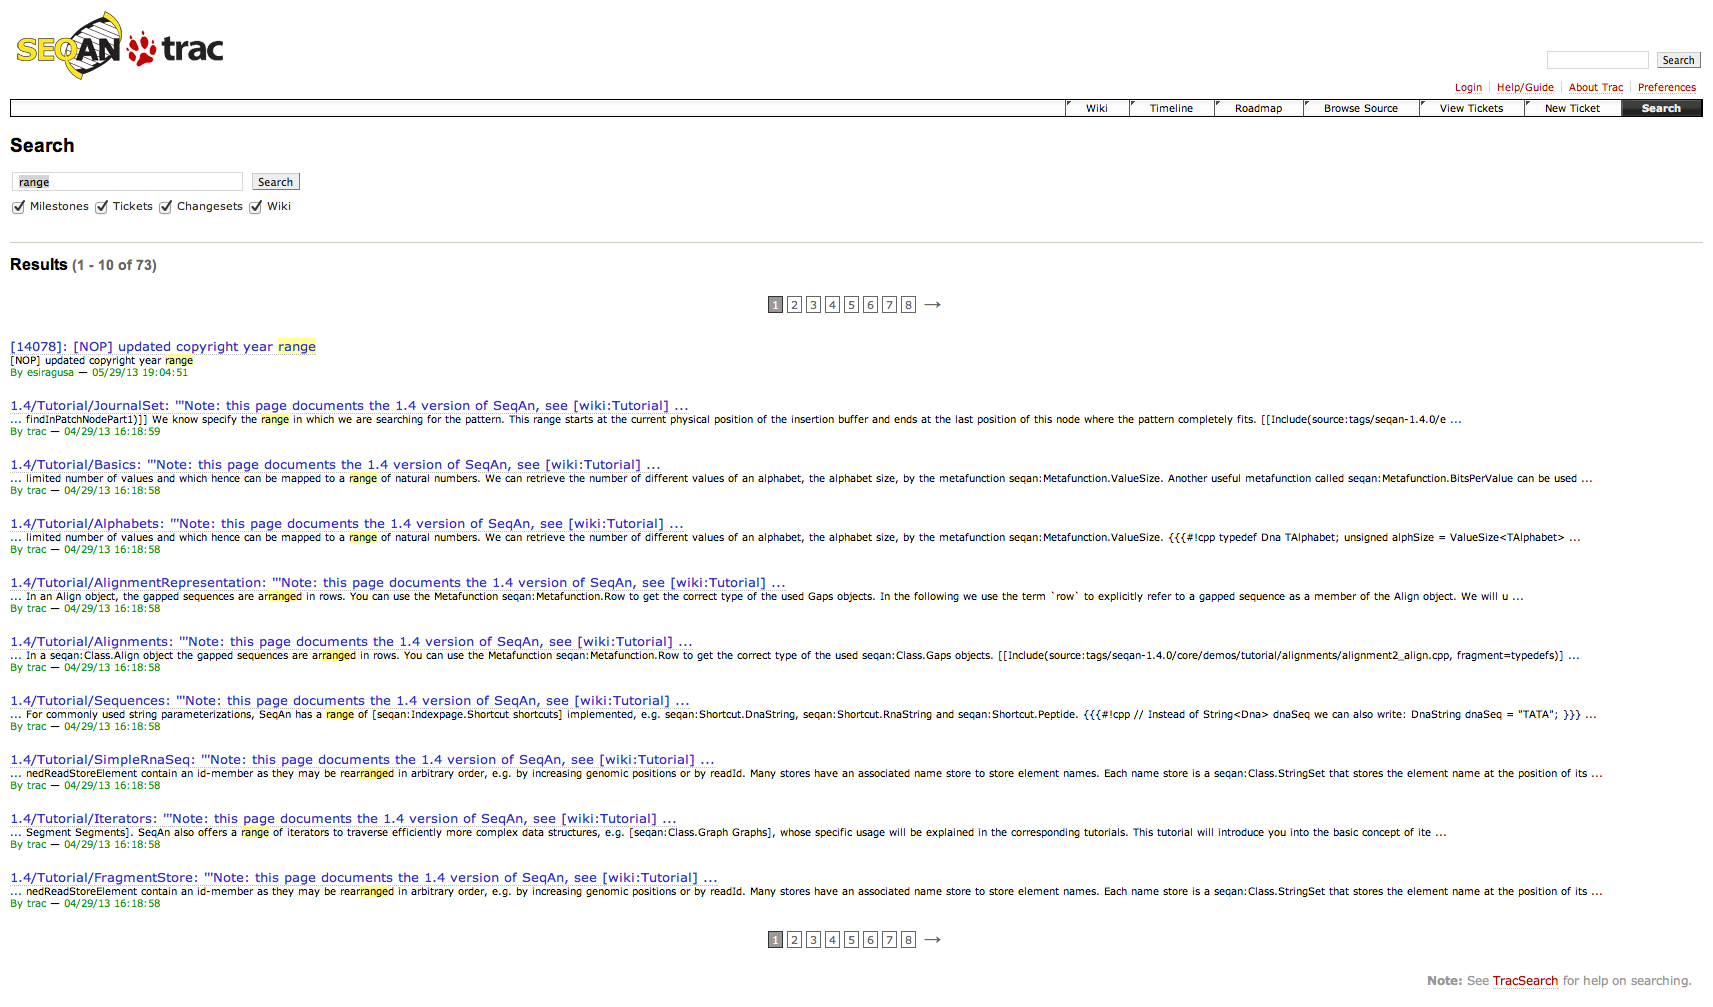 SEQAN trac
Search
Login Help/Guide About Trac Preferences
Wiki Timeline Roadmap Browse Source View Tickets New Ticket Search
Search
range Search
Milestones Tickets Changesets Wiki
Results (1 - 10 of 73)
1 2 3 4 5 6 7 8 →
[14078]: [NOP] updated copyright year range
[NOP] updated copyright year range
By esiragusa — 05/29/13 19:04:51
1.4/Tutorial/JournalSet: '''Note: this page documents the 1.4 version of SeqAn, see [wiki:Tutorial] ...
... findInPatchNodePart1)]] We know specify the range in which we are searching for the pattern. This range starts at the current physical position of the insertion buffer and ends at the last position of this node where the pattern completely fits. [[Include(source:tags/seqan-1.4.0/e ...
By trac — 04/29/13 16:18:59
1.4/Tutorial/Basics: '''Note: this page documents the 1.4 version of SeqAn, see [wiki:Tutorial] ...
... limited number of values and which hence can be mapped to a range of natural numbers. We can retrieve the number of different values of an alphabet, the alphabet size, by the metafunction seqan:Metafunction.ValueSize. Another useful metafunction called seqan:Metafunction.BitsPerValue can be used ...
By trac — 04/29/13 16:18:58
1.4/Tutorial/Alphabets: '''Note: this page documents the 1.4 version of SeqAn, see [wiki:Tutorial] ...
... limited number of values and which hence can be mapped to a range of natural numbers. We can retrieve the number of different values of an alphabet, the alphabet size, by the metafunction seqan:Metafunction.ValueSize. {{{#!cpp typedef Dna TAlphabet; unsigned alphSize = ValueSize<TAlphabet> ...
By trac — 04/29/13 16:18:58
1.4/Tutorial/AlignmentRepresentation: '''Note: this page documents the 1.4 version of SeqAn, see [wiki:Tutorial] ...
... In an Align object, the gapped sequences are arranged in rows. You can use the Metafunction seqan:Metafunction.Row to get the correct type of the used Gaps objects. In the following we use the term `row` to explicitly refer to a gapped sequence as a member of the Align object. We will u ...
By trac — 04/29/13 16:18:58
1.4/Tutorial/Alignments: '''Note: this page documents the 1.4 version of SeqAn, see [wiki:Tutorial] ...
... In a seqan:Class.Align object the gapped sequences are arranged in rows. You can use the Metafunction seqan:Metafunction.Row to get the correct type of the used seqan:Class.Gaps objects. [[Include(source:tags/seqan-1.4.0/core/demos/tutorial/alignments/alignment2_align.cpp, fragment=typedefs)] ...
By trac — 04/29/13 16:18:58
1.4/Tutorial/Sequences: '''Note: this page documents the 1.4 version of SeqAn, see [wiki:Tutorial] ...
... For commonly used string parameterizations, SeqAn has a range of [seqan:Indexpage.Shortcut shortcuts] implemented, e.g. seqan:Shortcut.DnaString, seqan:Shortcut.RnaString and seqan:Shortcut.Peptide. {{{#!cpp // Instead of String<Dna> dnaSeq we can also write: DnaString dnaSeq = "TATA"; }}} ...
By trac — 04/29/13 16:18:58
1.4/Tutorial/SimpleRnaSeq: '''Note: this page documents the 1.4 version of SeqAn, see [wiki:Tutorial] ...
... nedReadStoreElement contain an id-member as they may be rearranged in arbitrary order, e.g. by increasing genomic positions or by readId. Many stores have an associated name store to store element names. Each name store is a seqan:Class.StringSet that stores the element name at the position of its ...
By trac — 04/29/13 16:18:58
1.4/Tutorial/Iterators: '''Note: this page documents the 1.4 version of SeqAn, see [wiki:Tutorial] ...
... Segment Segments]. SeqAn also offers a range of iterators to traverse efficiently more complex data structures, e.g. [seqan:Class.Graph Graphs], whose specific usage will be explained in the corresponding tutorials. This tutorial will introduce you into the basic concept of ite ...
By trac — 04/29/13 16:18:58
1.4/Tutorial/FragmentStore: '''Note: this page documents the 1.4 version of SeqAn, see [wiki:Tutorial] ...
... nedReadStoreElement contain an id-member as they may be rearranged in arbitrary order, e.g. by increasing genomic positions or by readId. Many stores have an associated name store to store element names. Each name store is a seqan:Class.StringSet that stores the element name at the position of its ...
By trac — 04/29/13 16:18:58
1 2 3 4 5 6 7 8 →
Note: See TracSearch for help on searching.